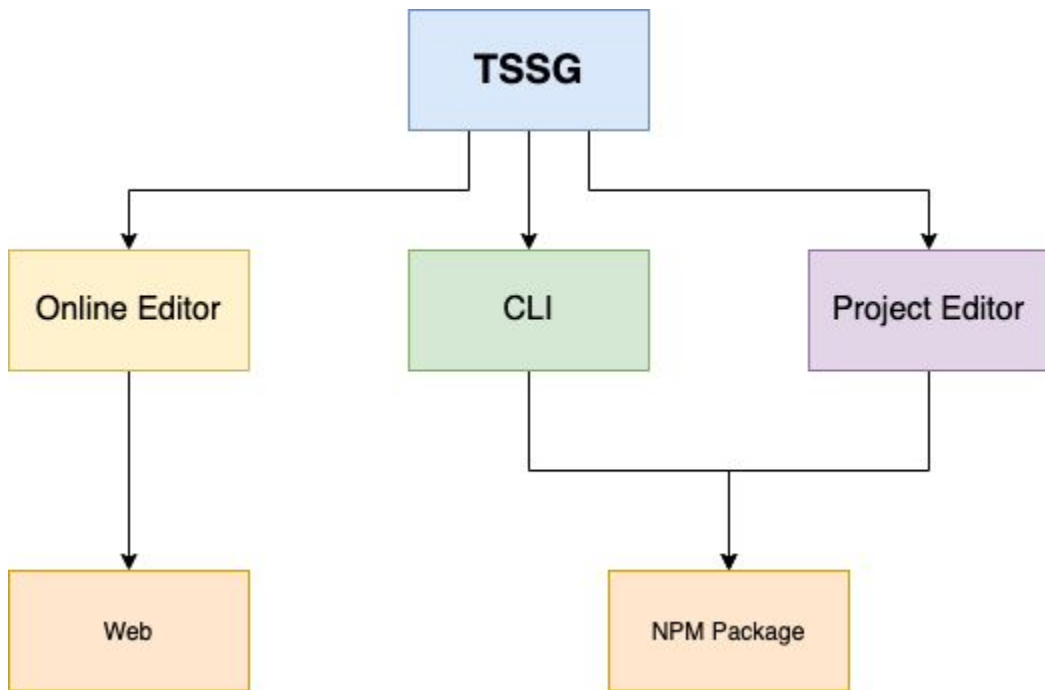 TSSG
Online Editor
CLI
Project Editor
Web
NPM Package